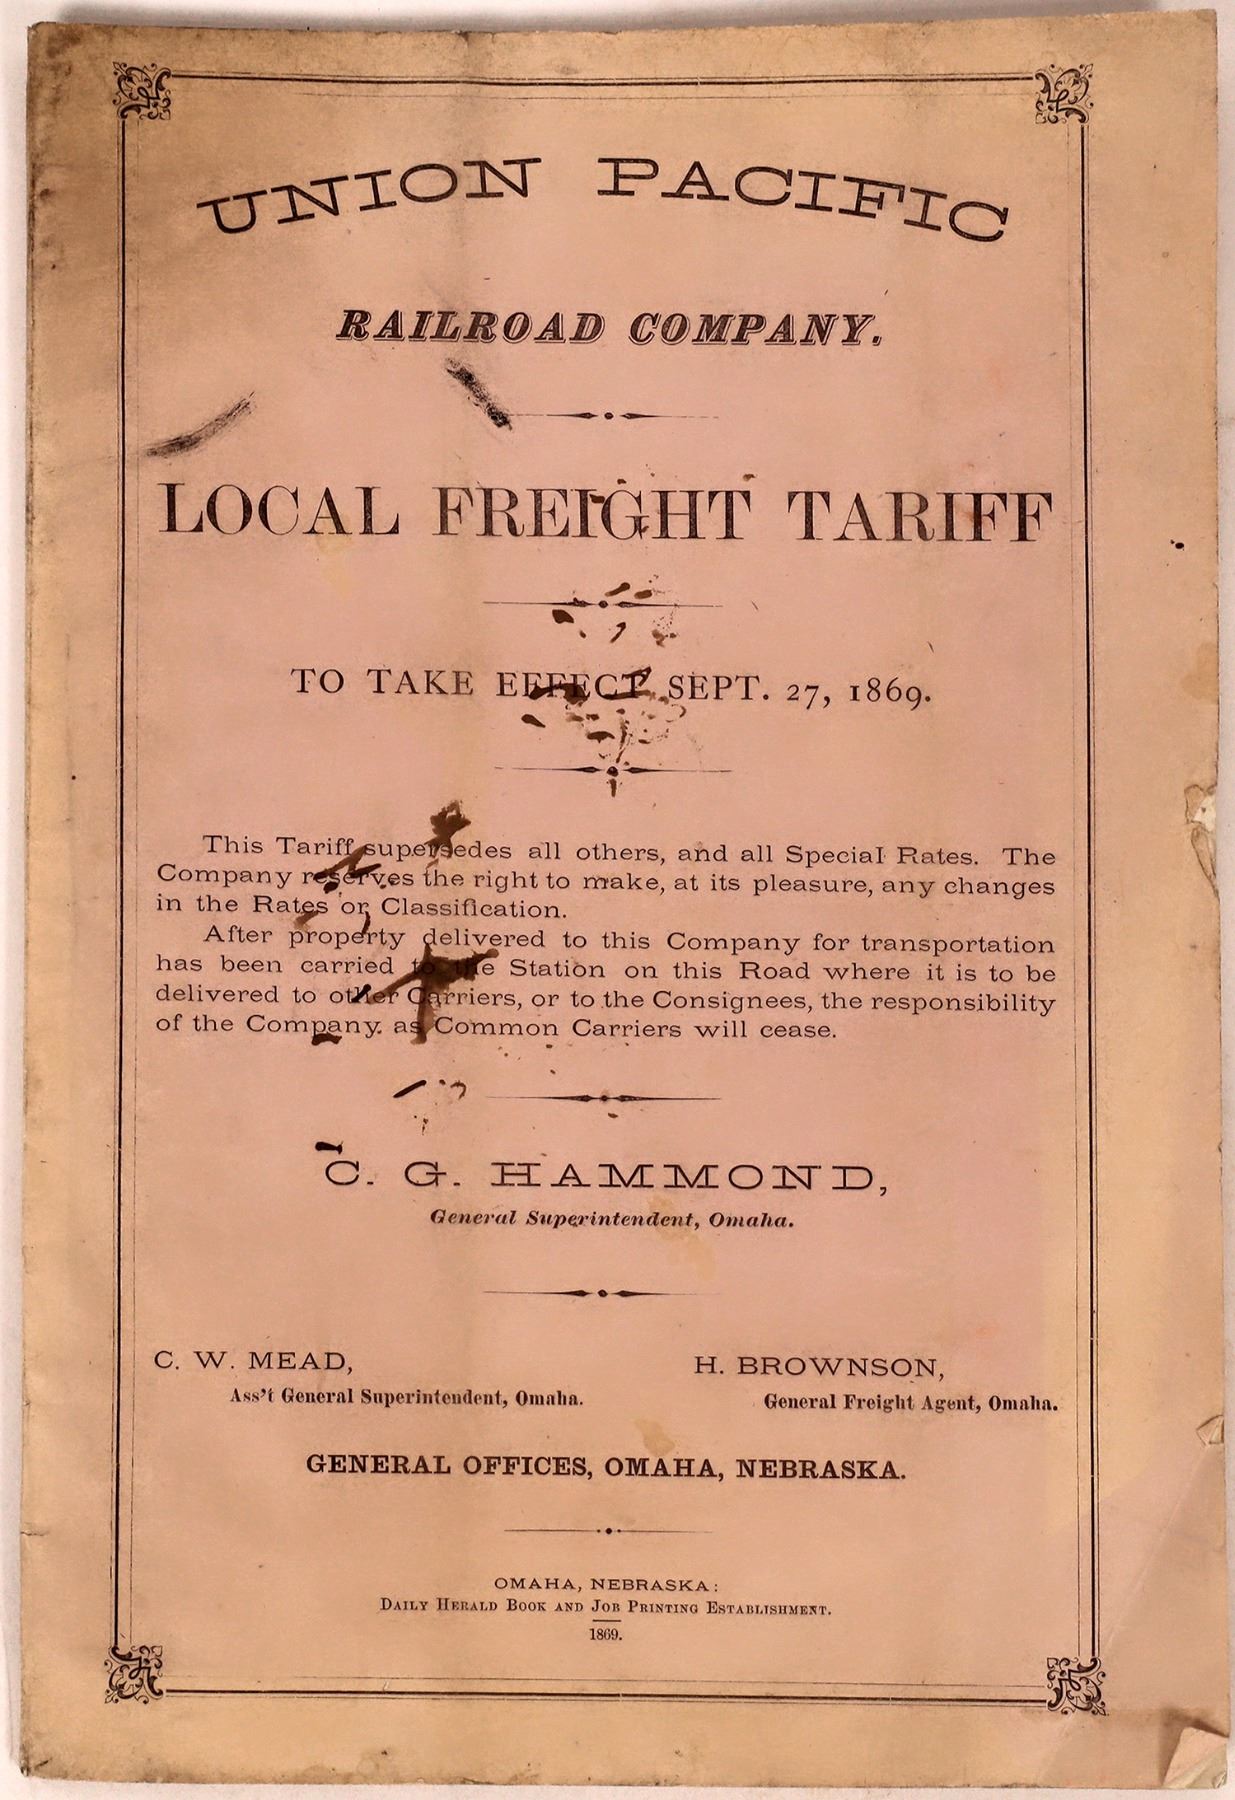 UNION PACIFIC
RAILROAD COMPANY.
LOCAL FREIGHT TARIFF
TO TAKE EFFECT SEPT. 27, 1869.
This Tariff supersedes all others, and all Special Rates. The
Company reserves the right to make, at its pleasure, any changes
in the Rates or Classification.
After property delivered to this Company for transportation
has been carried to the Station on this Road where it is to be
delivered to other Carriers, or to the Consignees, the responsibility
of the Company. as Common Carriers will cease.
C. G. HAMMOND,
General Superintendent, Omaha.
C. W. MEAD,
Ass't General Superintendent, Omaha.
H. BROWNSON,
General Freight Agent, Omaha.
GENERAL OFFICES, OMAHA, NEBRASKA.
OMAHA, NEBRASKA:
DAILY HERALD BOOK AND JOB PRINTING ESTABLISHMENT.
1869.